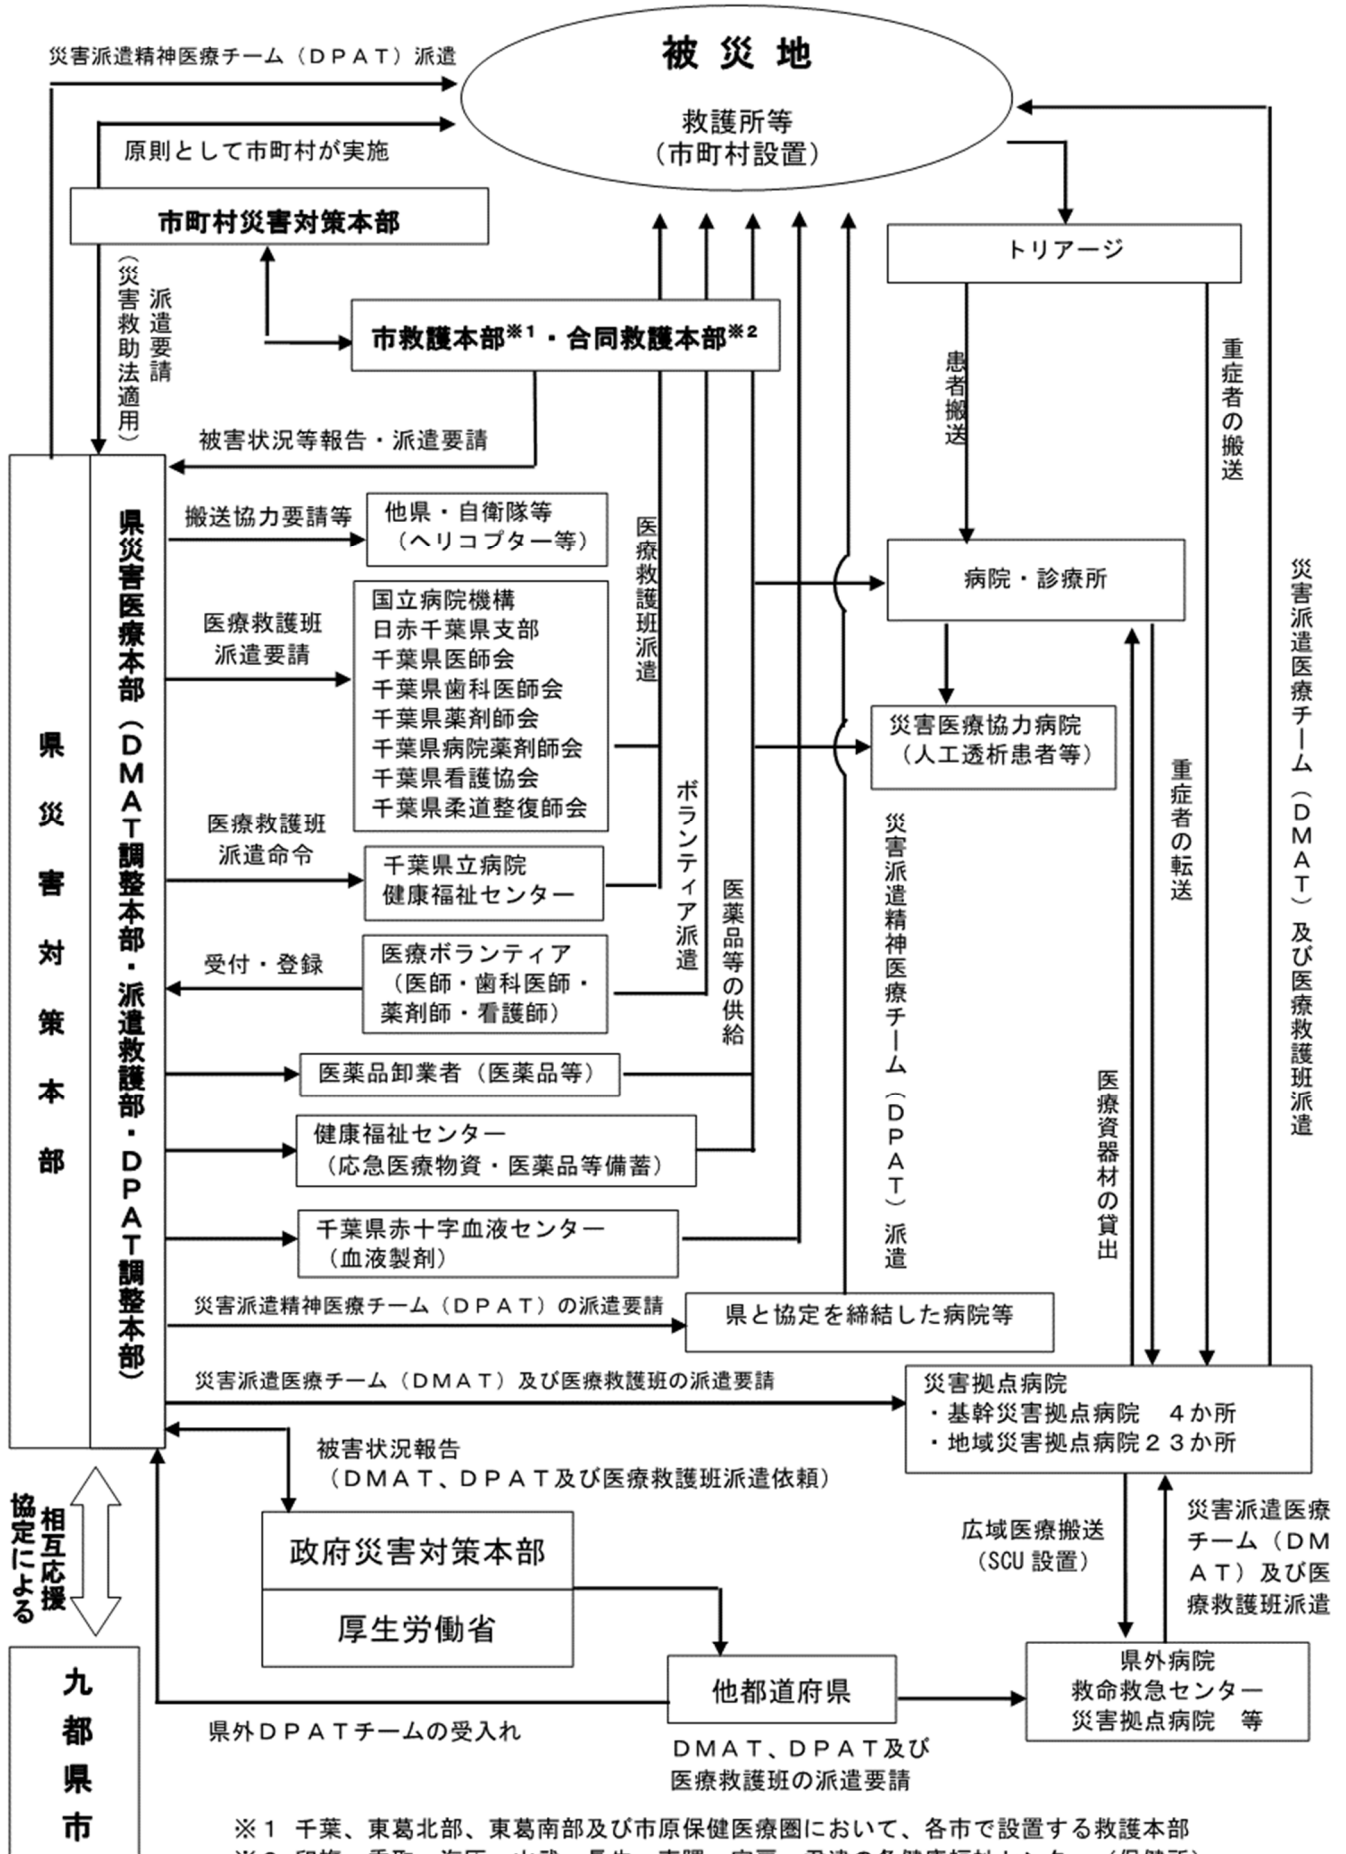 災害派遣精神医療チーム（ＤＰＡＴ）派遣
被 災 地
救護所等
（市町村設置）
原則として市町村が実施
市町村災害対策本部
トリアージ
派遣要請
（災害救助法適用）
市救護本部※1・合同救護本部※2
患者搬送
重症者の搬送
被害状況等報告・派遣要請
県災害対策本部
県災害医療本部（ＤＭＡＴ調整本部・派遣救護部・ＤＰＡＴ調整本部）
搬送協力要請等
他県・自衛隊等
（ヘリコプター等）
医療救護班派遣
病院・診療所
災害派遣医療チーム（ＤＭＡＴ）及び医療救護班派遣
医療救護班
派遣要請
国立病院機構
日赤千葉県支部
千葉県医師会
千葉県歯科医師会
千葉県薬剤師会
千葉県病院薬剤師会
千葉県看護協会
千葉県柔道整復師会
災害医療協力病院
（人工透析患者等）
ボランティア派遣
重症者の転送
医療救護班
派遣命令
千葉県立病院
健康福祉センター
医薬品等の供給
災害派遣精神医療チーム（ＤＰＡＴ）派遣
受付・登録
医療ボランティア
（医師・歯科医師・
薬剤師・看護師）
医薬品卸業者（医薬品等）
医療資器材の貸出
健康福祉センター
（応急医療物資・医薬品等備蓄）
千葉県赤十字血液センター
（血液製剤）
災害派遣精神医療チーム（ＤＰＡＴ）の派遣要請
県と協定を締結した病院等
災害派遣医療チーム（ＤＭＡＴ）及び医療救護班の派遣要請
災害拠点病院
・基幹災害拠点病院　４か所
・地域災害拠点病院２３か所
被害状況報告
（ＤＭＡＴ、ＤＰＡＴ及び医療救護班派遣依頼）
相互応援
協定による
政府災害対策本部
厚生労働省
広域医療搬送
（SCU 設置）
災害派遣医療
チーム（ＤＭ
ＡＴ）及び医
療救護班派遣
九都県市
他都道府県
県外病院
救命救急センター
災害拠点病院　等
県外ＤＰＡＴチームの受入れ
ＤＭＡＴ、ＤＰＡＴ及び
医療救護班の派遣要請
※１ 千葉、東葛北部、東葛南部及び市原保健医療圏において、各市で設置する救護本部